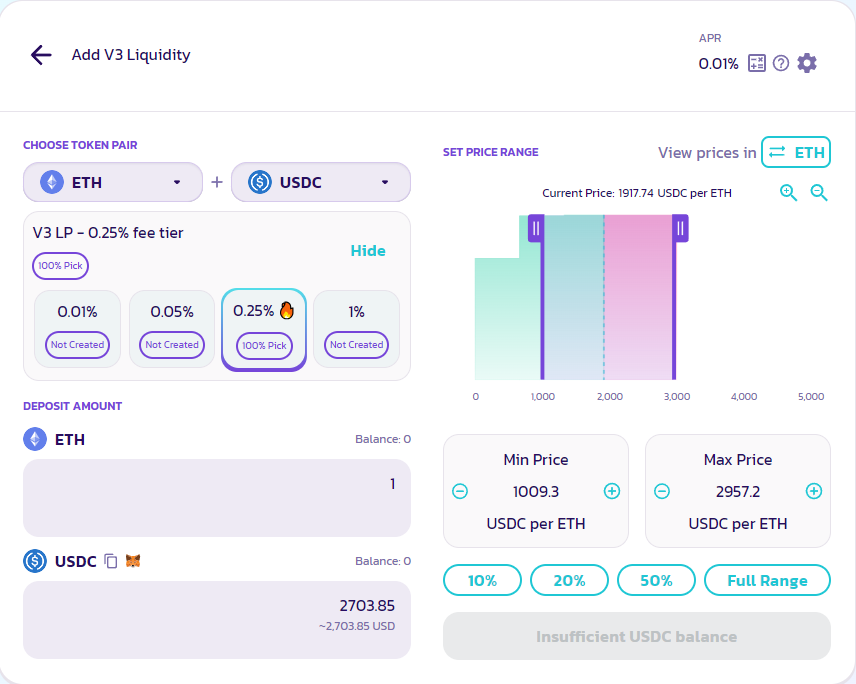 Add V3 Liquidity
APR
0.01%
CHOOSE TOKEN PAIR
ETH + USDC
V3 LP - 0.25% fee tier
100% Pick
Hide
0.01% 0.05% 0.25% 1%
Not Created Not Created 100% Pick Not Created
DEPOSIT AMOUNT
ETH Balance: 0
1
USDC Balance: 0
2703.85
~2,703.85 USD
SET PRICE RANGE
View prices in ETH
Current Price: 1917.74 USDC per ETH
0 1,000 2,000 3,000 4,000 5,000
Min Price Max Price
1009.3 2957.2
USDC per ETH USDC per ETH
10% 20% 50% Full Range
Insufficient USDC balance